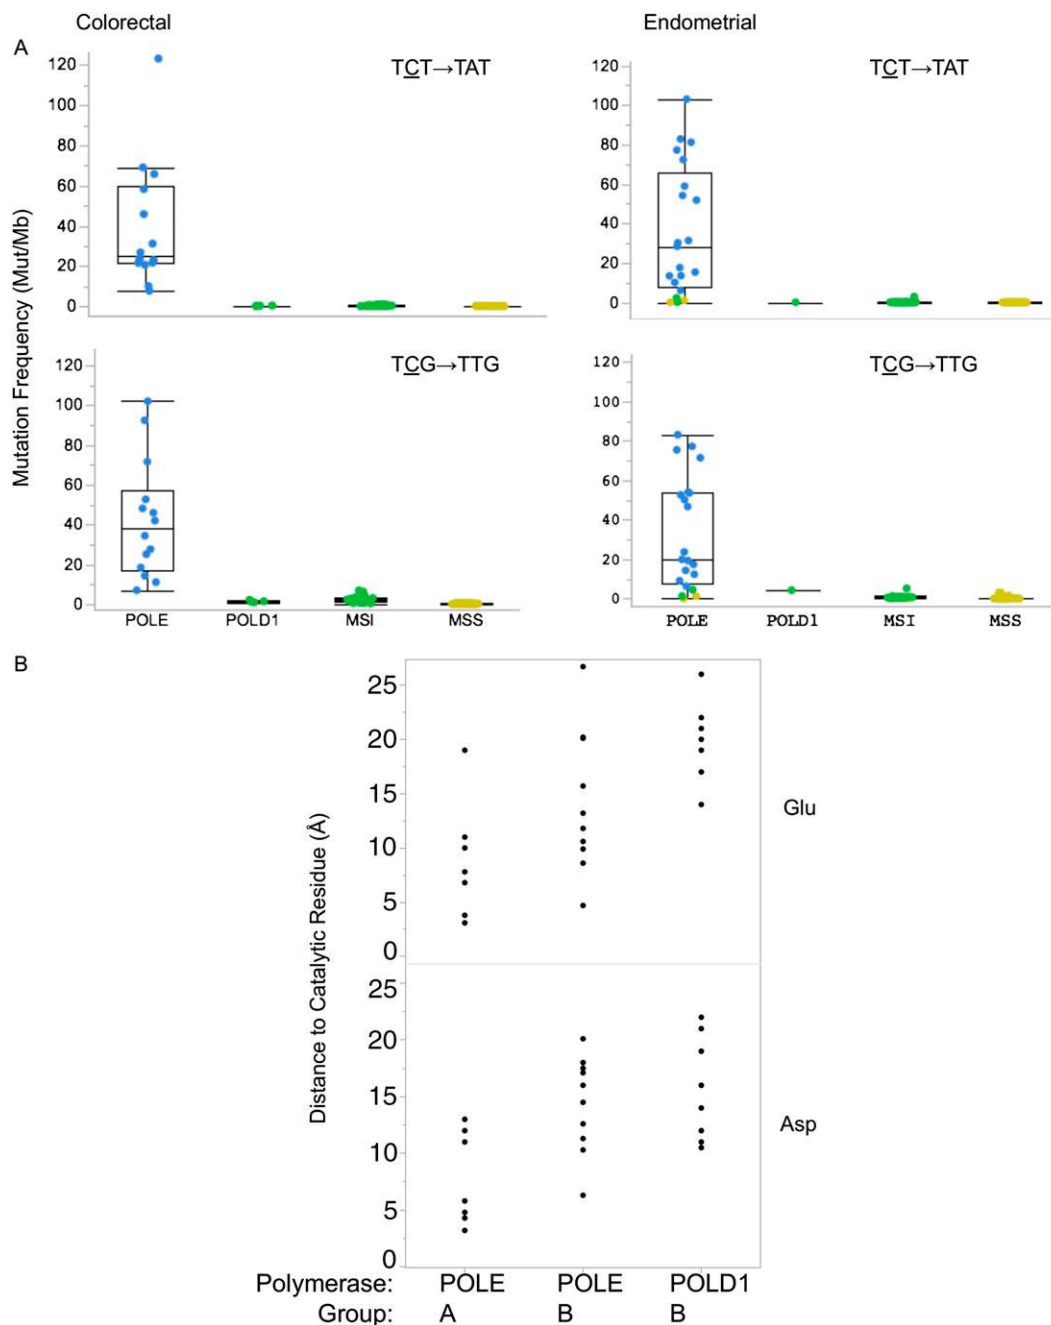 Colorectal
Endometrial
A
Mutation Frequency (Mut/Mb)
TCT→TAT
120
100
80
60
40
20
0
TCT→TAT
120
100
80
60
40
20
0
TCG→TTG
120
100
80
60
40
20
0
POLE POLD1 MSI MSS
TCG→TTG
120
100
80
60
40
20
0
POLE POLD1 MSI MSS
B
Distance to Catalytic Residue (Å)
25
20
15
10
5
0
Glu
25
20
15
10
5
0
Asp
Polymerase: POLE POLE POLD1
Group: A B B